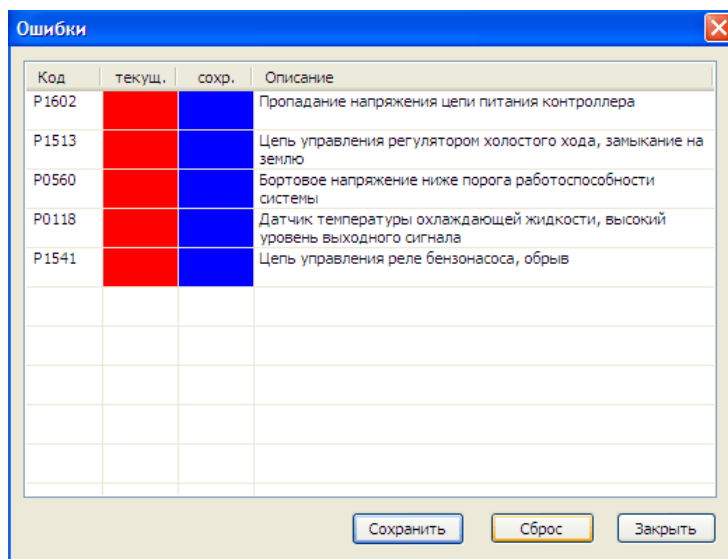 Ошибки
Код текущ. сохр. Описание
P1602 Пропадание напряжения цепи питания контроллера
P1513 Цепь управления регулятором холостого хода, замыкание на
землю
P0560 Бортовое напряжение ниже порога работоспособности
системы
P0118 Датчик температуры охлаждающей жидкости, высокий
уровень выходного сигнала
P1541 Цепь управления реле бензонасоса, обрыв
Сохранить Сброс Закрыть